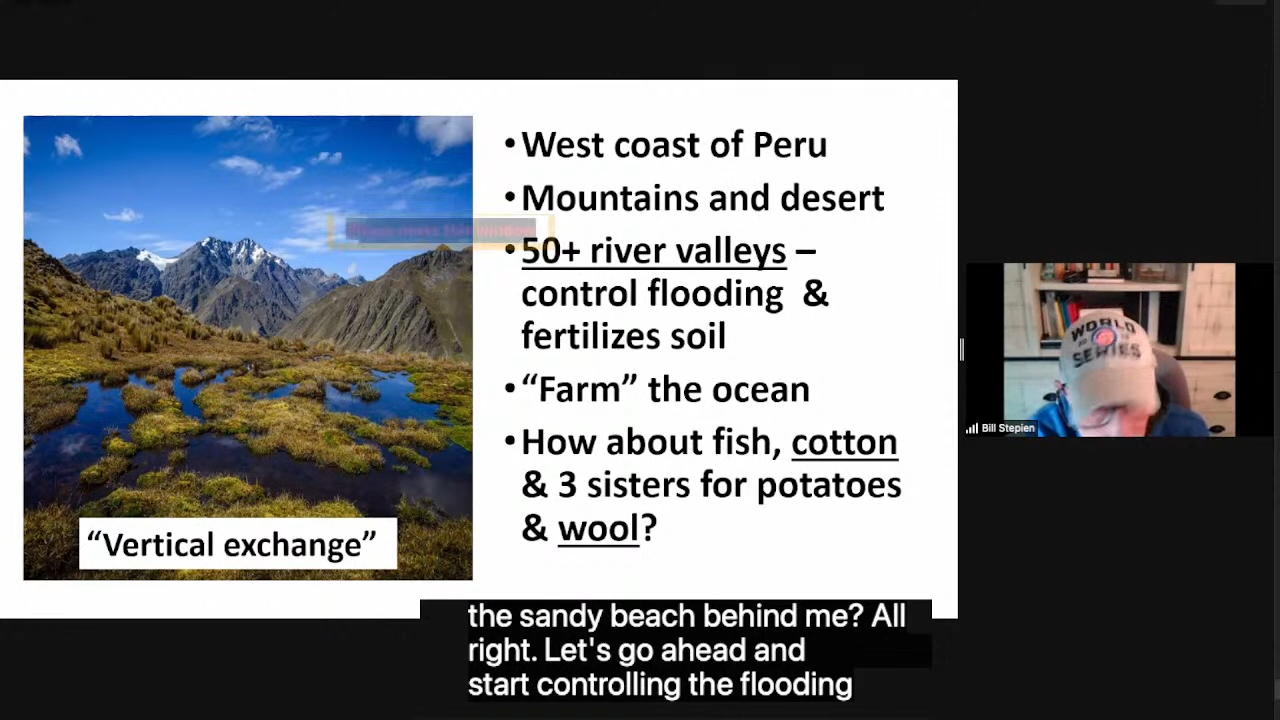 • West coast of Peru
• Mountains and desert
• 50+ river valleys –
control flooding &
fertilizes soil
• “Farm” the ocean
• How about fish, cotton
& 3 sisters for potatoes
& wool?
“Vertical exchange”
WORLD
SERIES
Bill Stepien
the sandy beach behind me? All
right. Let's go ahead and
start controlling the flooding